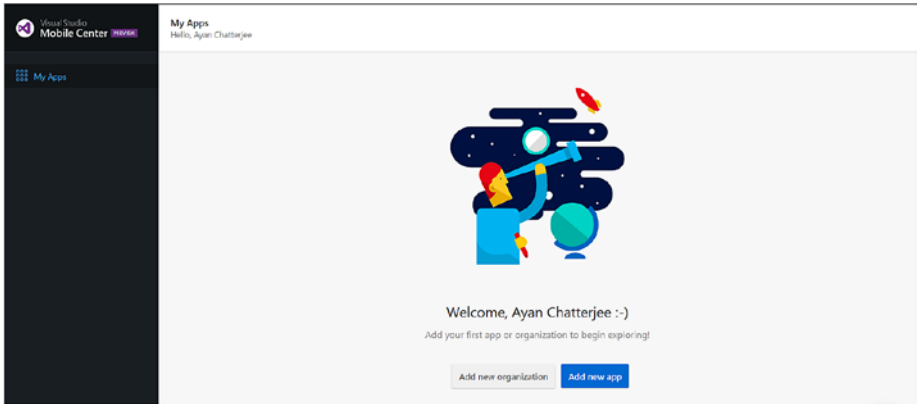 Visual Studio
Mobile Center PREVIEW
My Apps
Hello, Ayan Chatterjee
My Apps
Welcome, Ayan Chatterjee :-)
Add your first app or organization to begin exploring!
Add new organization
Add new app